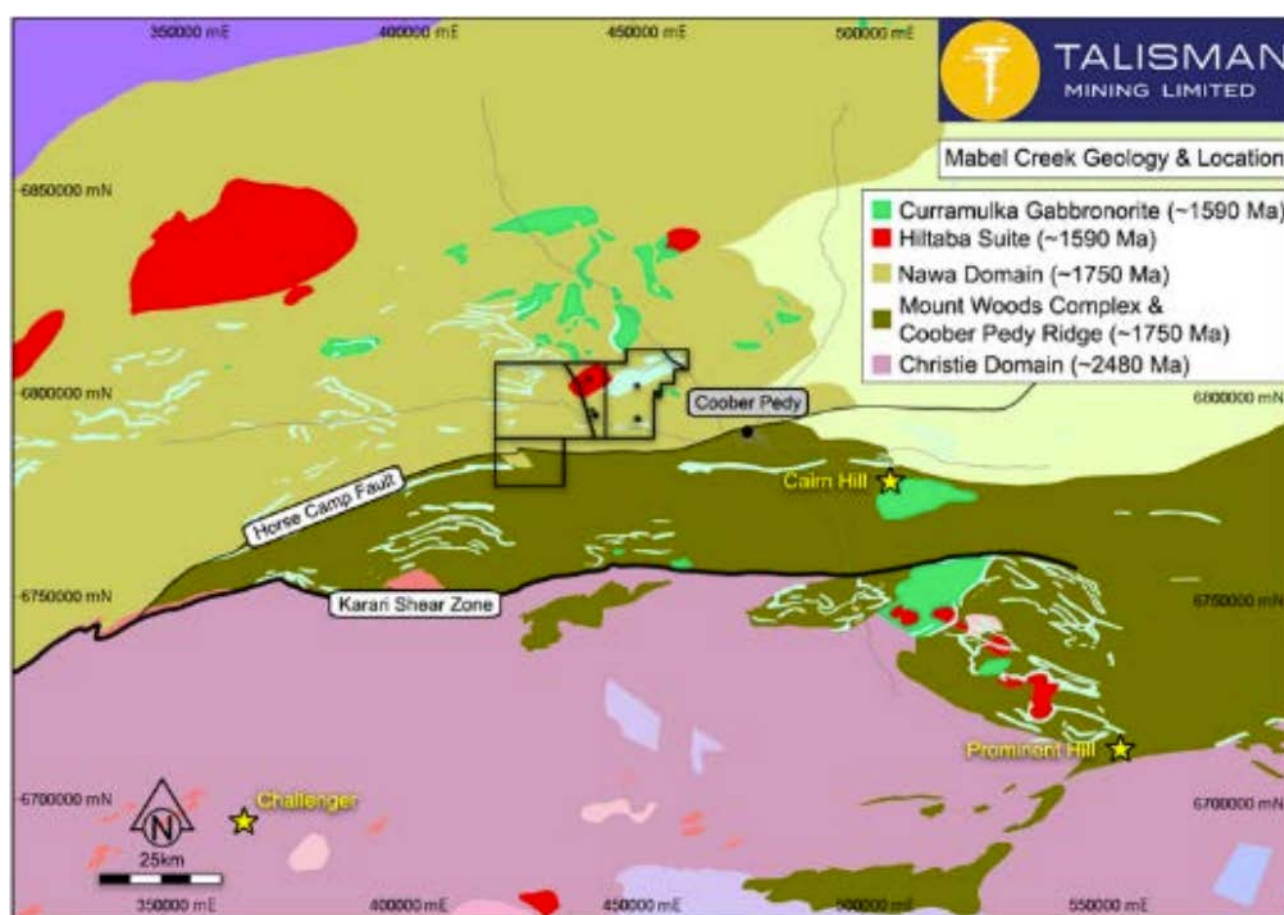 350000 mE
400000 mE
450000 mE
500000 mE
TALISMAN
MINING LIMITED
Mabel Creek Geology & Location
6850000 mN
Curramulka Gabbronorite (~1590 Ma)
Hiltaba Suite (~1590 Ma)
Nawa Domain (~1750 Ma)
Mount Woods Complex &
Coober Pedy Ridge (~1750 Ma)
Christie Domain (~2480 Ma)
6800000 mN
6800000 mN
Coober Pedy
Cairn Hill
Horse Camp Fault
6750000 mN
6750000 mN
Karari Shear Zone
Prominent Hill
6700000 mN
6700000 mN
Challenger
N
25km
350000 mE
400000 mE
450000 mE
500000 mE
550000 mE